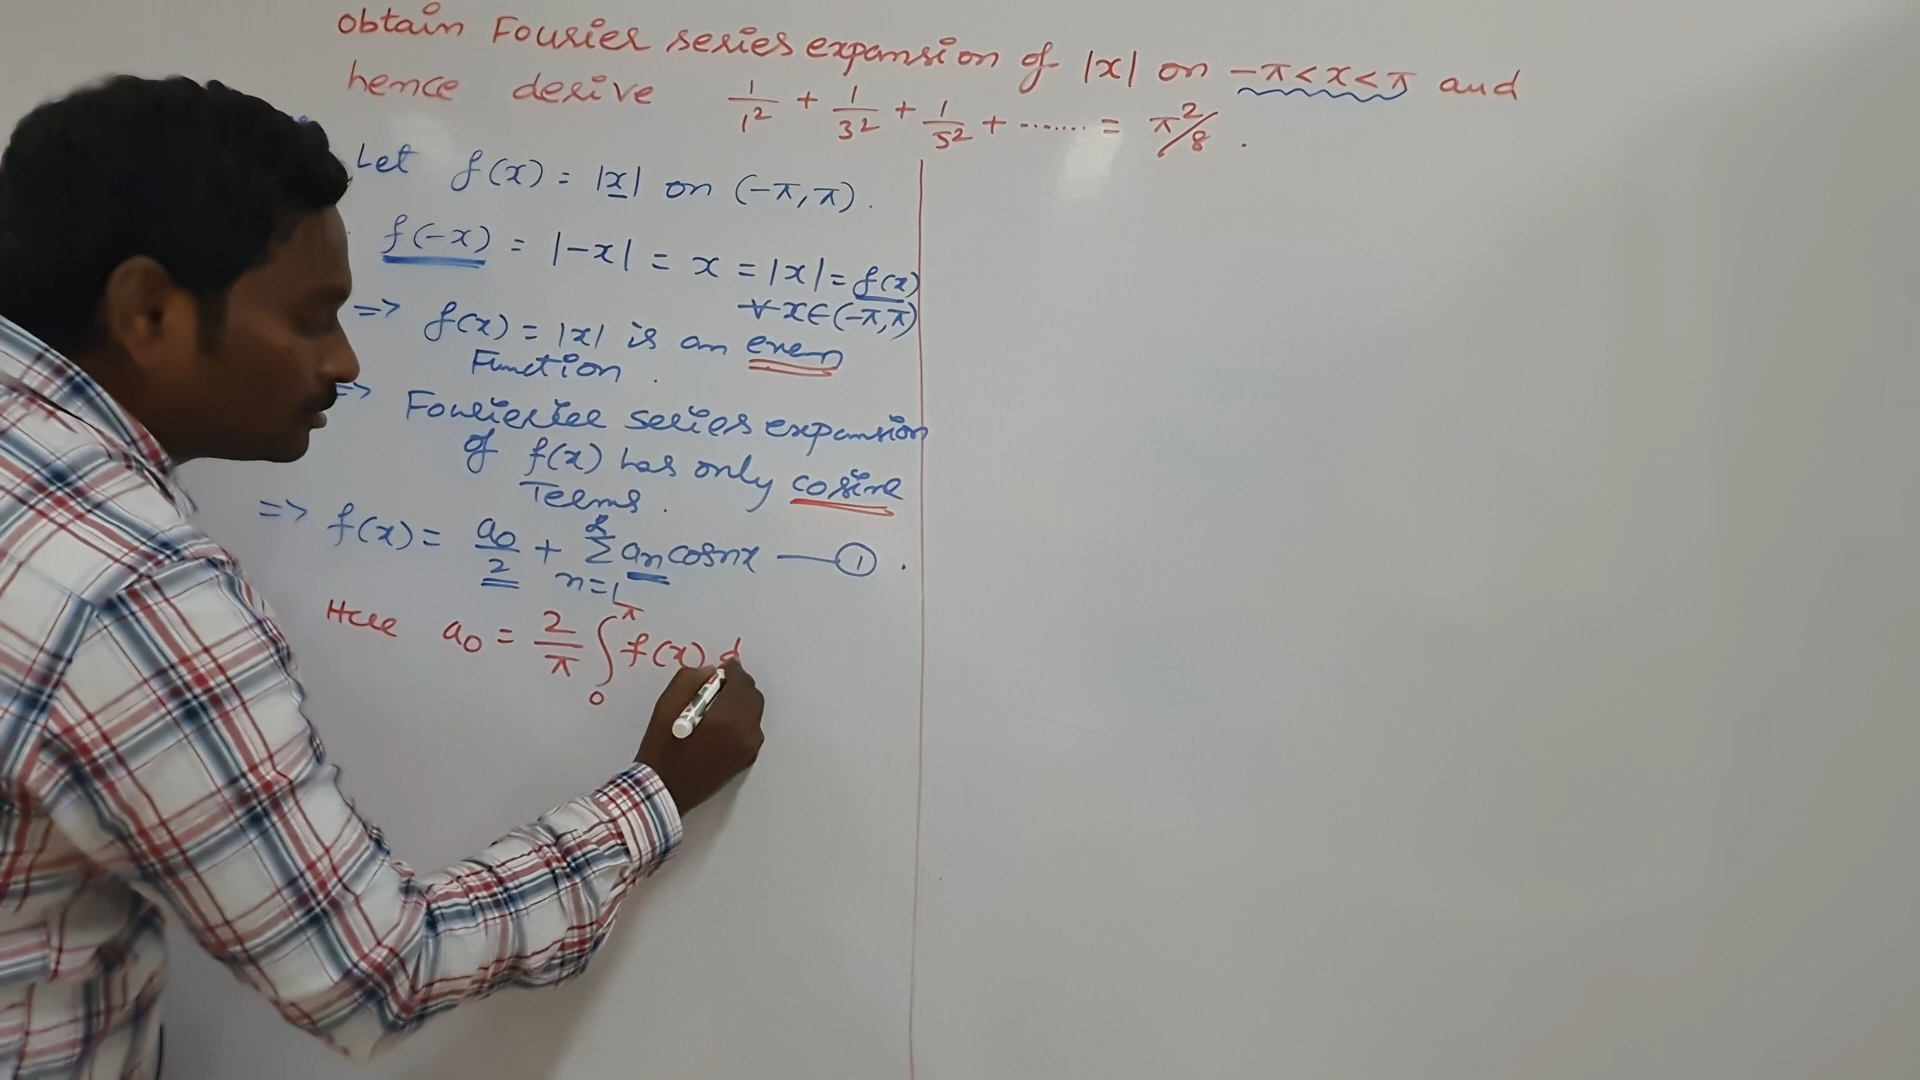 obtain Fourier series expansion of |x| on -π<x<π and
hence derive 1/1² + 1/3² + 1/5² + ....... = π²/8 .
Let f(x) = |x| on (-π,π).
f(-x) = |-x| = x = |x| = f(x)
∀ x∈(-π,π)
=> f(x) = |x| is an even
Function .
=> series expansion
of f(x) has only cosine
Terms .
=> f(x) = a0/2 + ∑ n=1 ∞ an cosnx — ① .
Here a0 = 2/π ∫ 0 π f(x) d